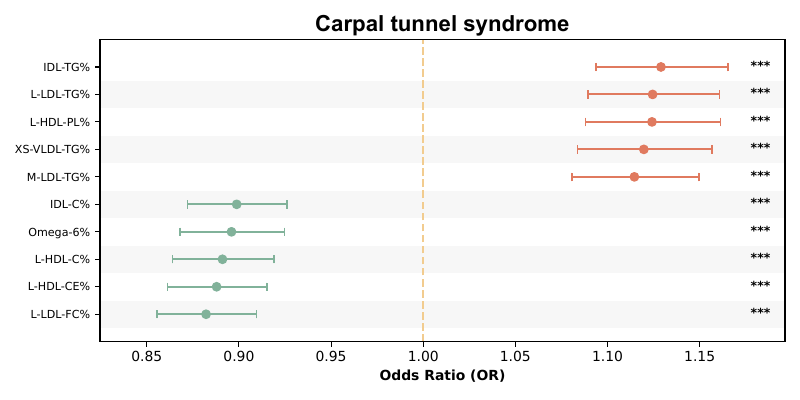 Carpal tunnel syndrome
IDL-TG% ***
L-LDL-TG% ***
L-HDL-PL% ***
XS-VLDL-TG% ***
M-LDL-TG% ***
IDL-C% ***
Omega-6% ***
L-HDL-C% ***
L-HDL-CE% ***
L-LDL-FC% ***
0.85 0.90 0.95 1.00 1.05 1.10 1.15
Odds Ratio (OR)